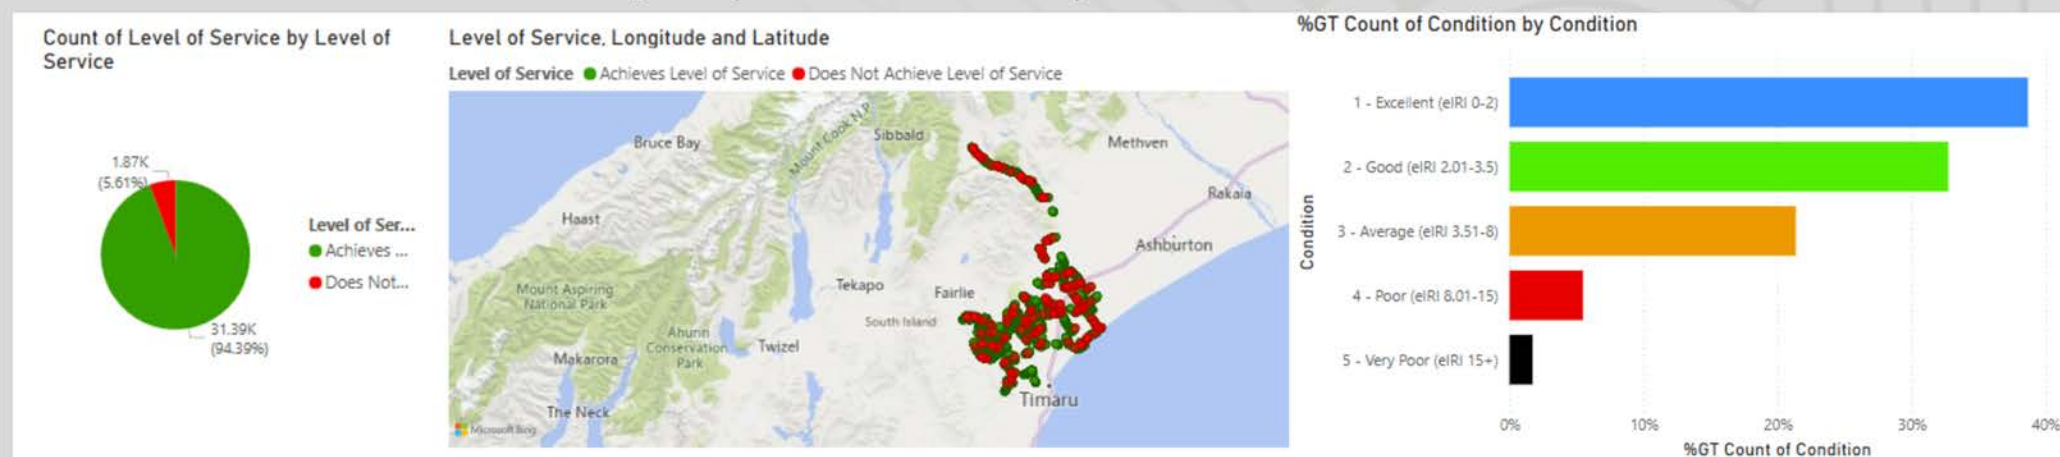 Count of Level of Service by Level of
Service
1.87K
(5.61%)
31.39K
(94.39%)
Level of Ser...
Achieves ...
Does Not...
Level of Service, Longitude and Latitude
Level of Service Achieves Level of Service Does Not Achieve Level of Service
Bruce Bay
Mount Cook N.P.
Sibbald
Methven
Haast
Rakaia
Ashburton
Mount Aspiring
National Park
Tekapo
Fairlie
South Island
Ahuriri
Conservation
Park
Twizel
Makarora
The Neck
Timaru
Microsoft Bing
%GT Count of Condition by Condition
Condition
1 - Excellent (eIRI 0-2)
2 - Good (eIRI 2.01-3.5)
3 - Average (eIRI 3.51-8)
4 - Poor (eIRI 8.01-15)
5 - Very Poor (eIRI 15+)
0% 10% 20% 30% 40%
%GT Count of Condition